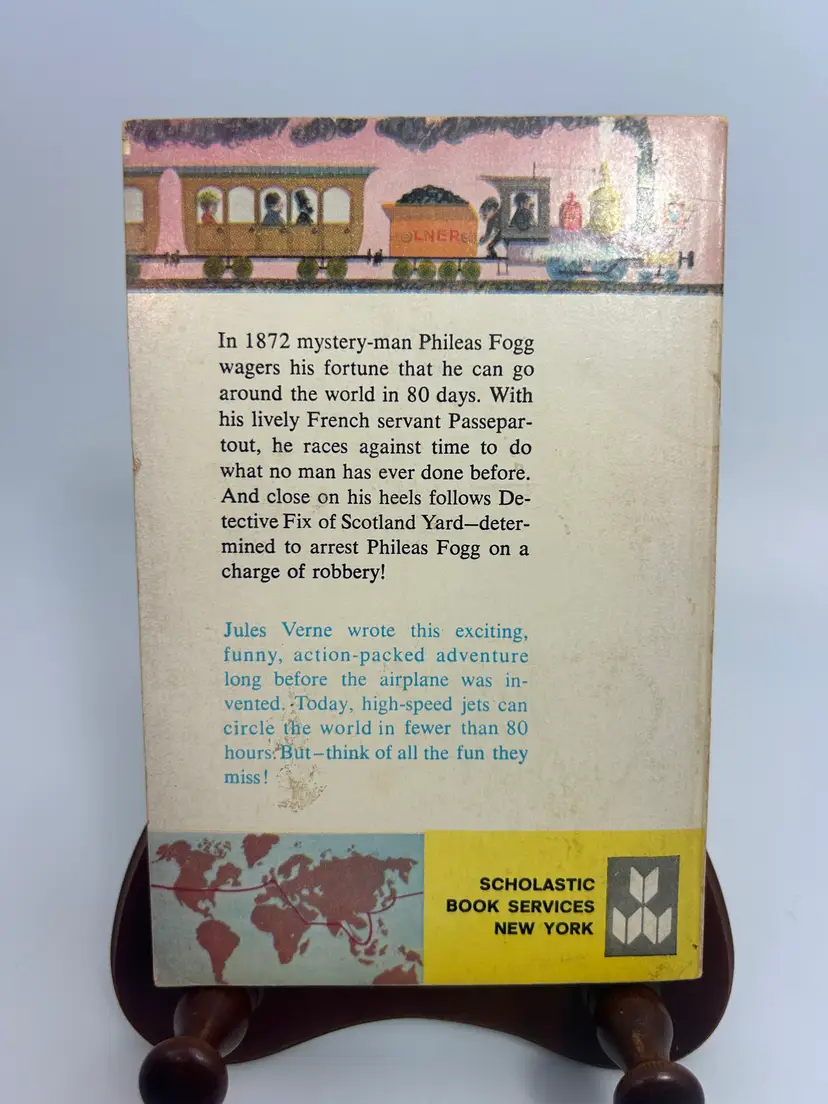 LNER
In 1872 mystery-man Phileas Fogg
wagers his fortune that he can go
around the world in 80 days. With
his lively French servant Passepar-
tout, he races against time to do
what no man has ever done before.
And close on his heels follows De-
tective Fix of Scotland Yard—deter-
mined to arrest Phileas Fogg on a
charge of robbery!
Jules Verne wrote this exciting,
funny, action-packed adventure
long before the airplane was in-
vented. Today, high-speed jets can
circle the world in fewer than 80
hours. But—think of all the fun they
miss!
SCHOLASTIC
BOOK SERVICES
NEW YORK